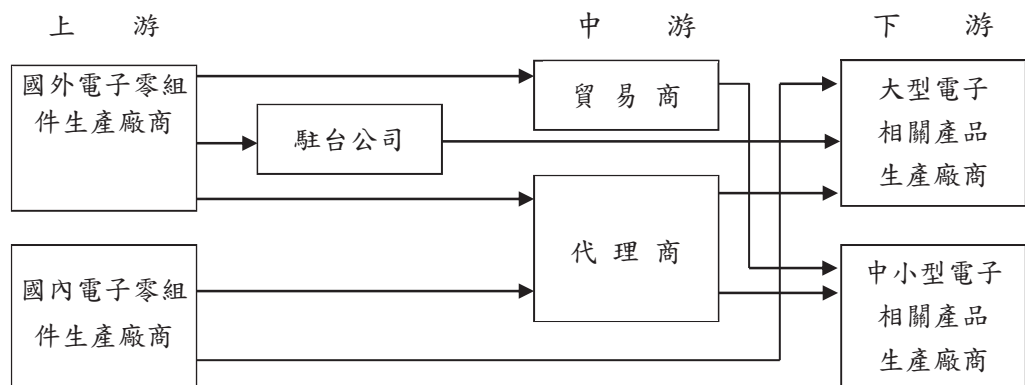 上 游
中 游
下 游
國外電子零組
件生產廠商
駐台公司
貿易商
代理商
大型電子
相關產品
生產廠商
國內電子零組
件生產廠商
中小型電子
相關產品
生產廠商